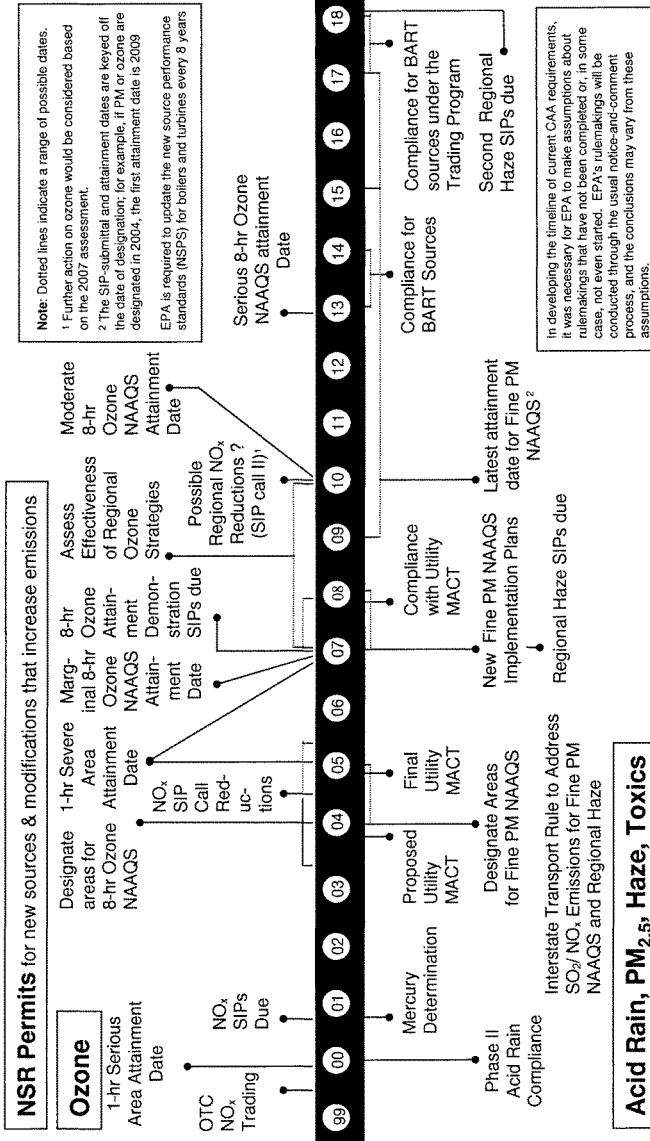 NSR Permits for new sources & modifications that increase emissions
Ozone
1-hr Serious
Area Attainment
Date
OTC
NOx
Trading
NOx
SIPs
Due
Designate
areas for
8-hr Ozone
NAAQS
1-hr Severe
Area
Attainment
Date
NOx
SIP
Call
Red-
uc-
tions
Marg-
inal 8-hr
Ozone
NAAQS
Attain-
ment
Date
8-hr
Ozone
Attain-
ment
Demon-
stration
SIPs due
Assess
Effectiveness
of Regional
Ozone
Strategies
Possible
Regional NOx
Reductions ?
(SIP call II)¹
Moderate
8-hr
Ozone
NAAQS
Attainment
Date
Serious 8-hr Ozone
NAAQS attainment
Date
Note: Dotted lines indicate a range of possible dates.
¹ Further action on ozone would be considered based
on the 2007 assessment.
² The SIP-submittal and attainment dates are keyed off
the date of designation; for example, if PM or ozone are
designated in 2004, the first attainment date is 2009
EPA is required to update the new source performance
standards (NSPS) for boilers and turbines every 8 years
99 00 01 02 03 04 05 06 07 08 09 10 11 12 13 14 15 16 17 18
Phase II
Acid Rain
Compliance
Mercury
Determination
Proposed
Utility
MACT
Designate Areas
for Fine PM NAAQS
Interstate Transport Rule to Address
SO₂/ NOx Emissions for Fine PM
NAAQS and Regional Haze
Final
Utility
MACT
New Fine PM NAAQS
Implementation Plans
Regional Haze SIPs due
Compliance
with Utility
MACT
Latest attainment
date for Fine PM
NAAQS²
Compliance for
BART Sources
Compliance for BART
sources under the
Trading Program
Second Regional
Haze SIPs due
In developing the timeline of current CAA requirements,
it was necessary for EPA to make assumptions about
rulemakings that have not been completed or, in some
case, not even started. EPA's rulemakings will be
conducted through the usual notice-and-comment
process, and the conclusions may vary from these
assumptions.
Acid Rain, PM2.5, Haze, Toxics